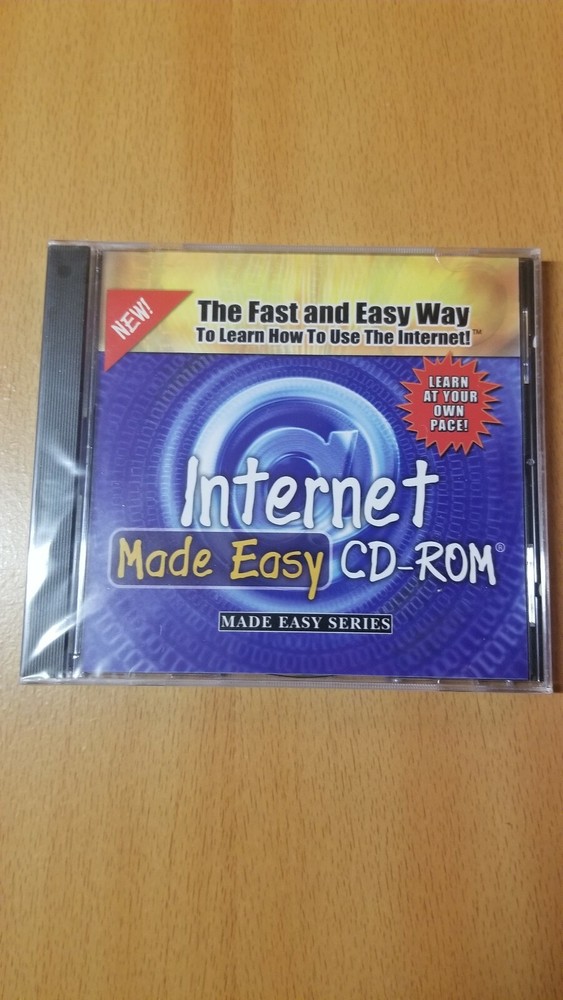 NEW!
The Fast and Easy Way
To Learn How To Use The Internet!™
LEARN
AT YOUR
OWN
PACE!
Internet
Made Easy CD-ROM®
MADE EASY SERIES